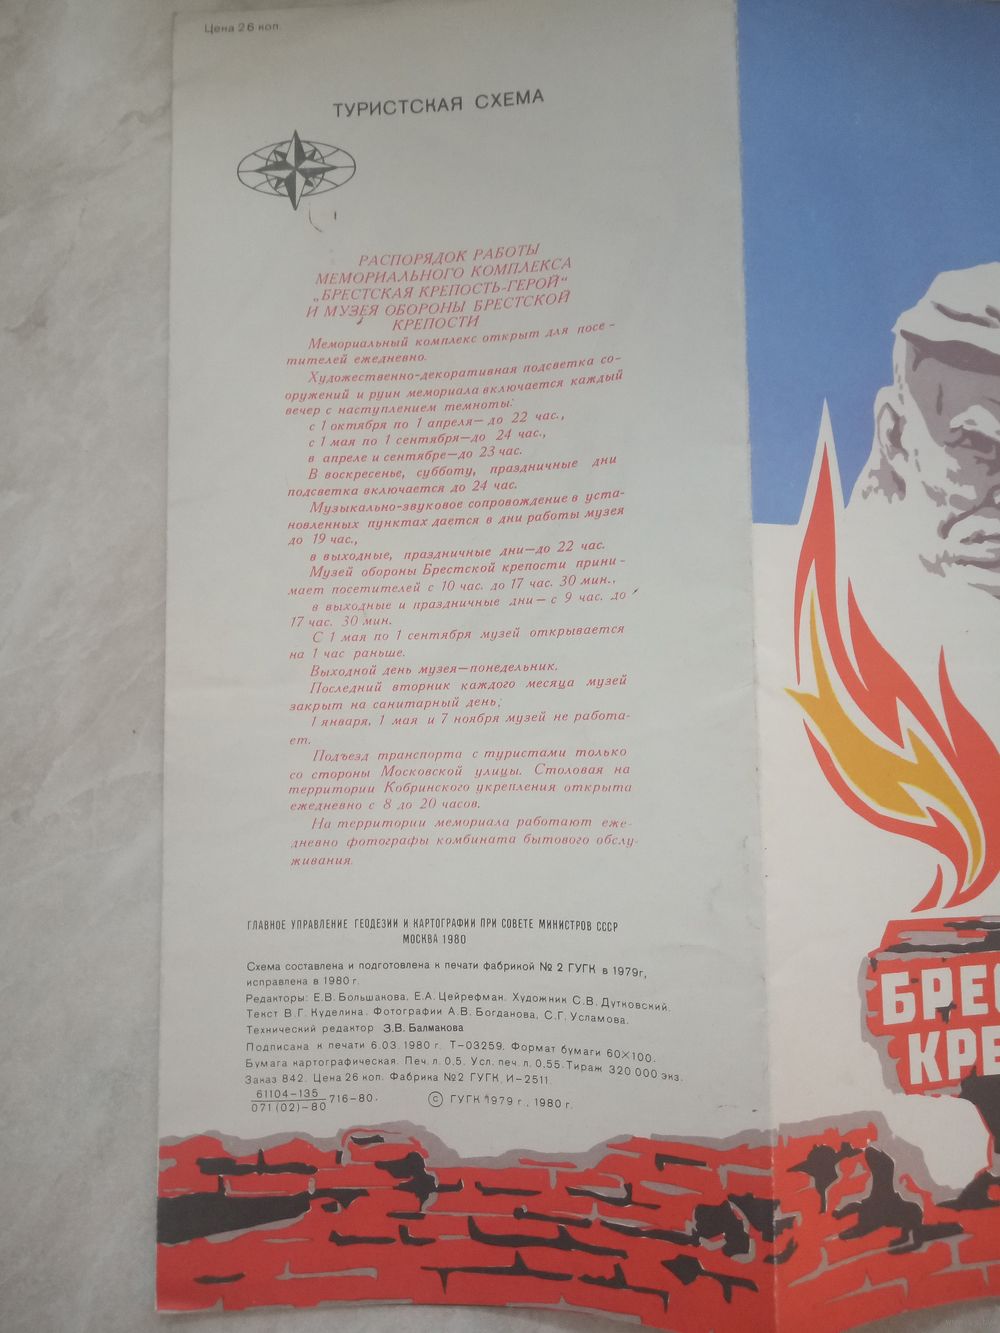 Цена 26 коп.
ТУРИСТСКАЯ СХЕМА
РАСПОРЯДОК РАБОТЫ
МЕМОРИАЛЬНОГО КОМПЛЕКСА
„БРЕСТСКАЯ КРЕПОСТЬ-ГЕРОЙ“
И МУЗЕЯ ОБОРОНЫ БРЕСТСКОЙ
КРЕПОСТИ
Мемориальный комплекс открыт для посе-
тителей ежедневно.
Художественно-декоративная подсветка со-
оружений и руин мемориала включается каждый
вечер с наступлением темноты:
с 1 октября по 1 апреля—до 22 час.,
с 1 мая по 1 сентября—до 24 час.,
в апреле и сентябре—до 23 час.
В воскресенье, субботу, праздничные дни
подсветка включается до 24 час.
Музыкально-звуковое сопровождение в уста-
новленных пунктах дается в дни работы музея
до 19 час.,
в выходные, праздничные дни—до 22 час.
Музей обороны Брестской крепости прини-
мает посетителей с 10 час. до 17 час. 30 мин.,
в выходные и праздничные дни—с 9 час. до
17 час. 30 мин.
С 1 мая по 1 сентября музей открывается
на 1 час раньше.
Выходной день музея—понедельник.
Последний вторник каждого месяца музей
закрыт на санитарный день;
1 января, 1 мая и 7 ноября музей не работа-
ет.
Подъезд транспорта с туристами только
со стороны Московской улицы. Столовая на
территории Кобринского укрепления открыта
ежедневно с 8 до 20 часов.
На территории мемориала работают еже-
дневно фотографы комбината бытового обслу-
живания.
ГЛАВНОЕ УПРАВЛЕНИЕ ГЕОДЕЗИИ И КАРТОГРАФИИ ПРИ СОВЕТЕ МИНИСТРОВ СССР
МОСКВА 1980
Схема составлена и подготовлена к печати фабрикой № 2 ГУГК в 1979г,
исправлена в 1980 г.
Редакторы: Е.В. Большакова, Е.А. Цейрефман. Художник С.В. Дутковский.
Текст В.Г. Куделина. Фотографии А.В. Богданова, С.Г. Усламова.
Технический редактор З.В. Балмакова
Подписана к печати 6.03.1980 г. Т-03259. Формат бумаги 60×100.
Бумага картографическая. Печ. л. 0,5. Усл. печ. л. 0,55. Тираж 320 000 экз.
Заказ 842. Цена 26 коп. Фабрика №2 ГУГК. И-2511.
61104-135
071(02)-80 716-80. © ГУГК 1979 г., 1980 г.
БРЕС
КРЕ